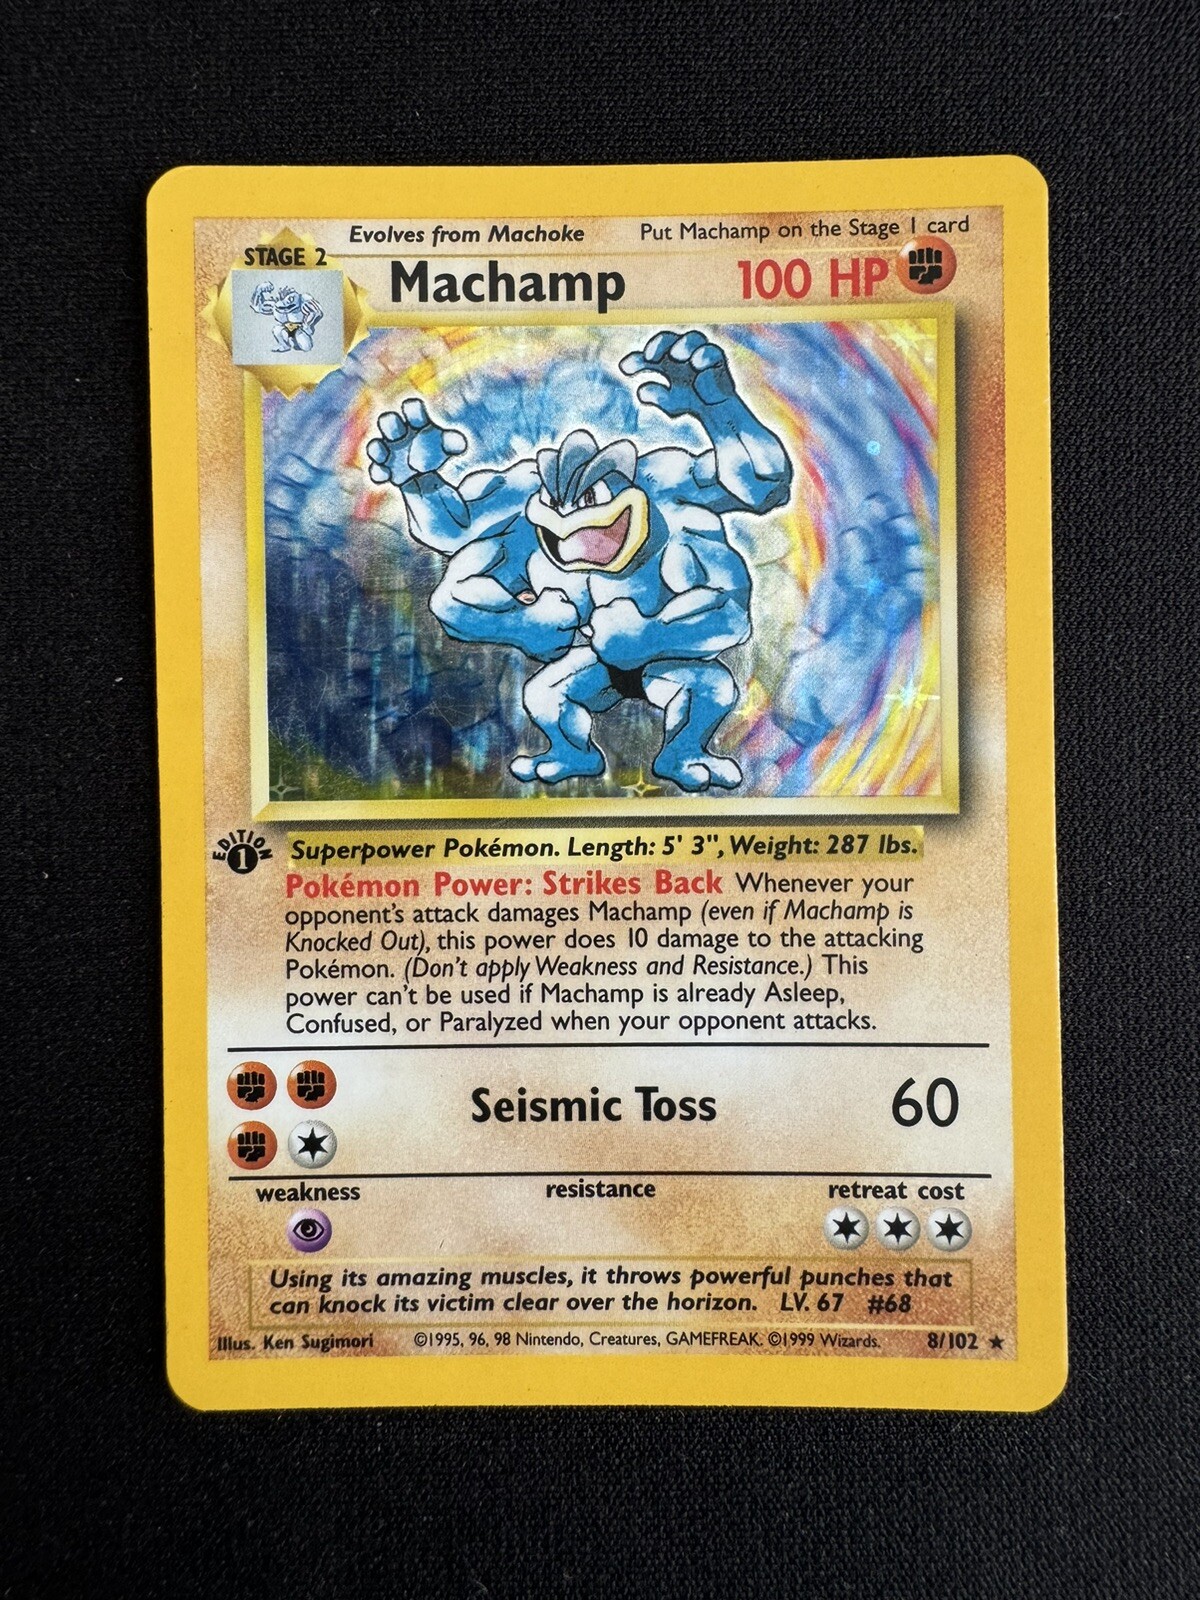 Evolves from Machoke Put Machamp on the Stage 1 card
STAGE 2
Machamp 100 HP
EDITION 1
Superpower Pokémon. Length: 5' 3", Weight: 287 lbs.
Pokémon Power: Strikes Back Whenever your
opponent's attack damages Machamp (even if Machamp is
Knocked Out), this power does 10 damage to the attacking
Pokémon. (Don't apply Weakness and Resistance.) This
power can't be used if Machamp is already Asleep,
Confused, or Paralyzed when your opponent attacks.
Seismic Toss 60
weakness resistance retreat cost
Using its amazing muscles, it throws powerful punches that
can knock its victim clear over the horizon. LV. 67 #68
Illus. Ken Sugimori ©1995, 96, 98 Nintendo, Creatures, GAMEFREAK. ©1999 Wizards. 8/102 ★